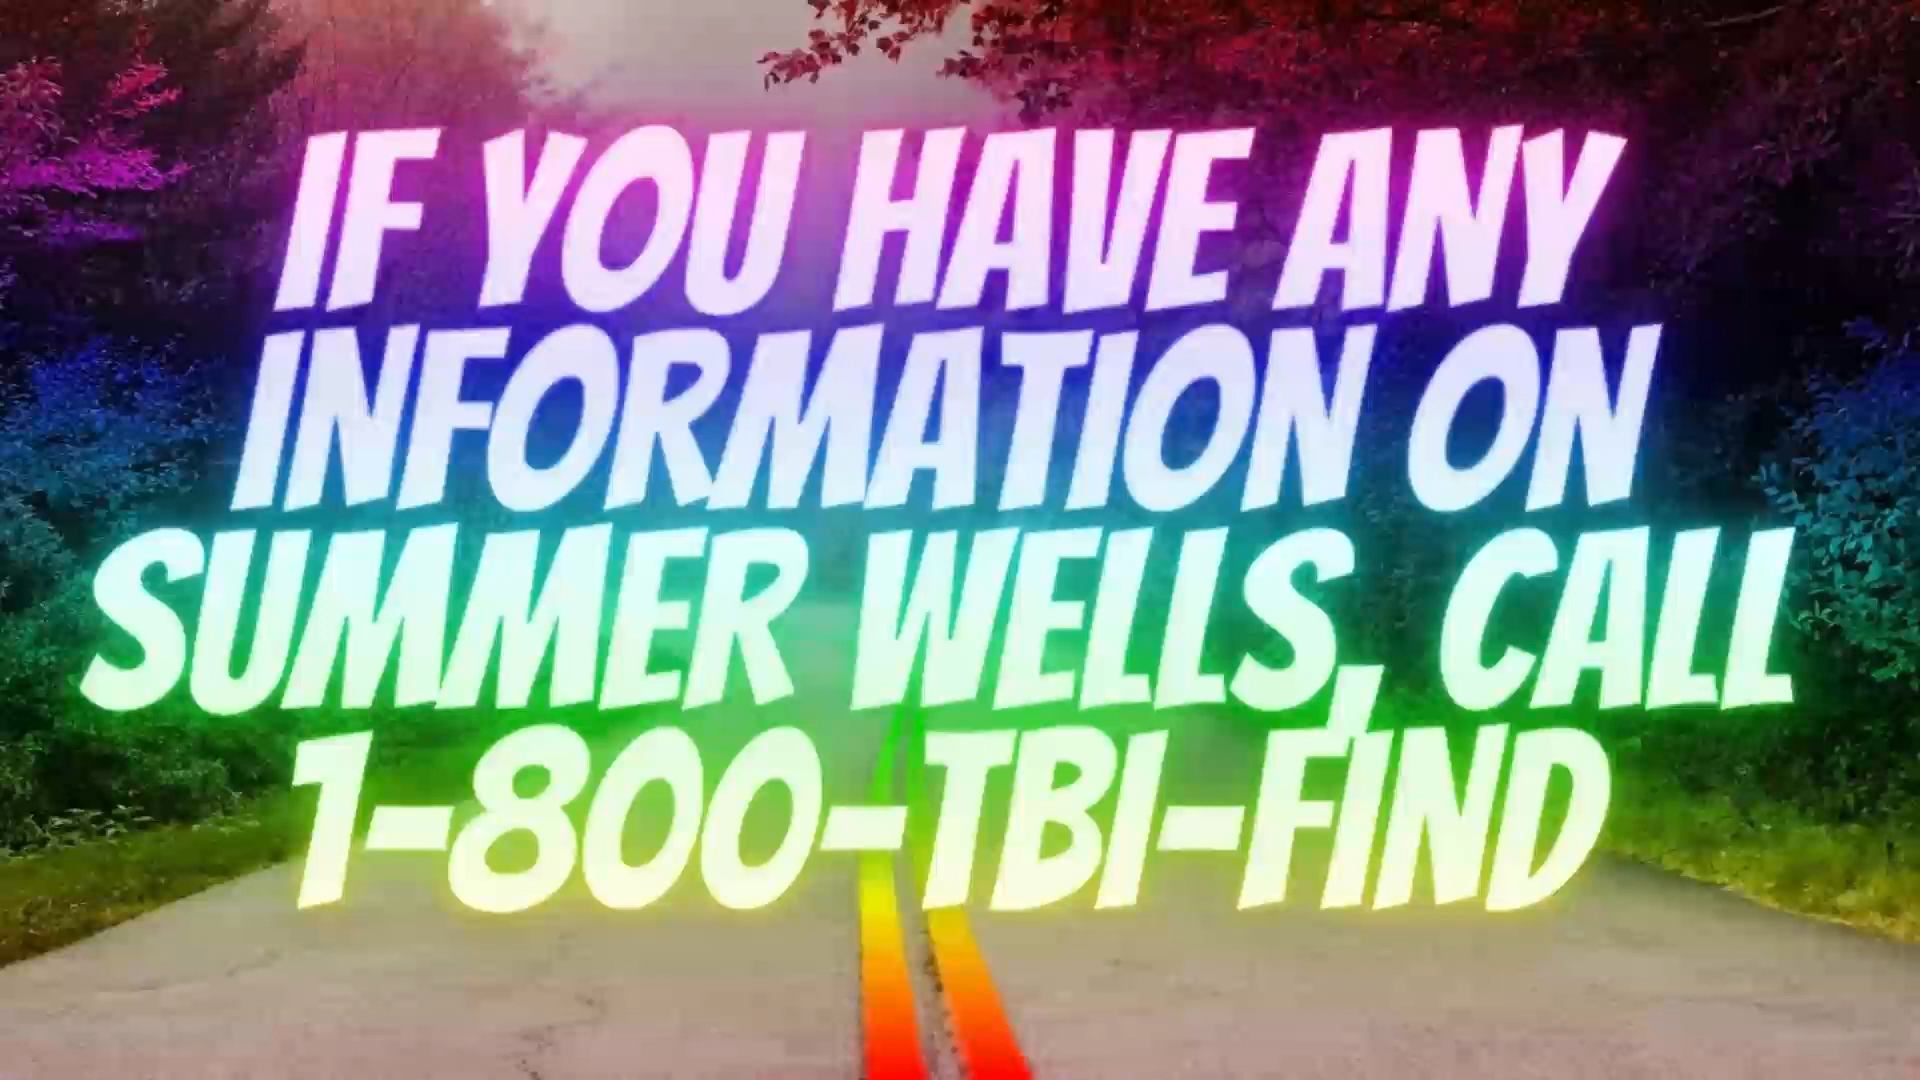 IF YOU HAVE ANY
INFORMATION ON
SUMMER WELLS, CALL
1-800-TBI-FIND